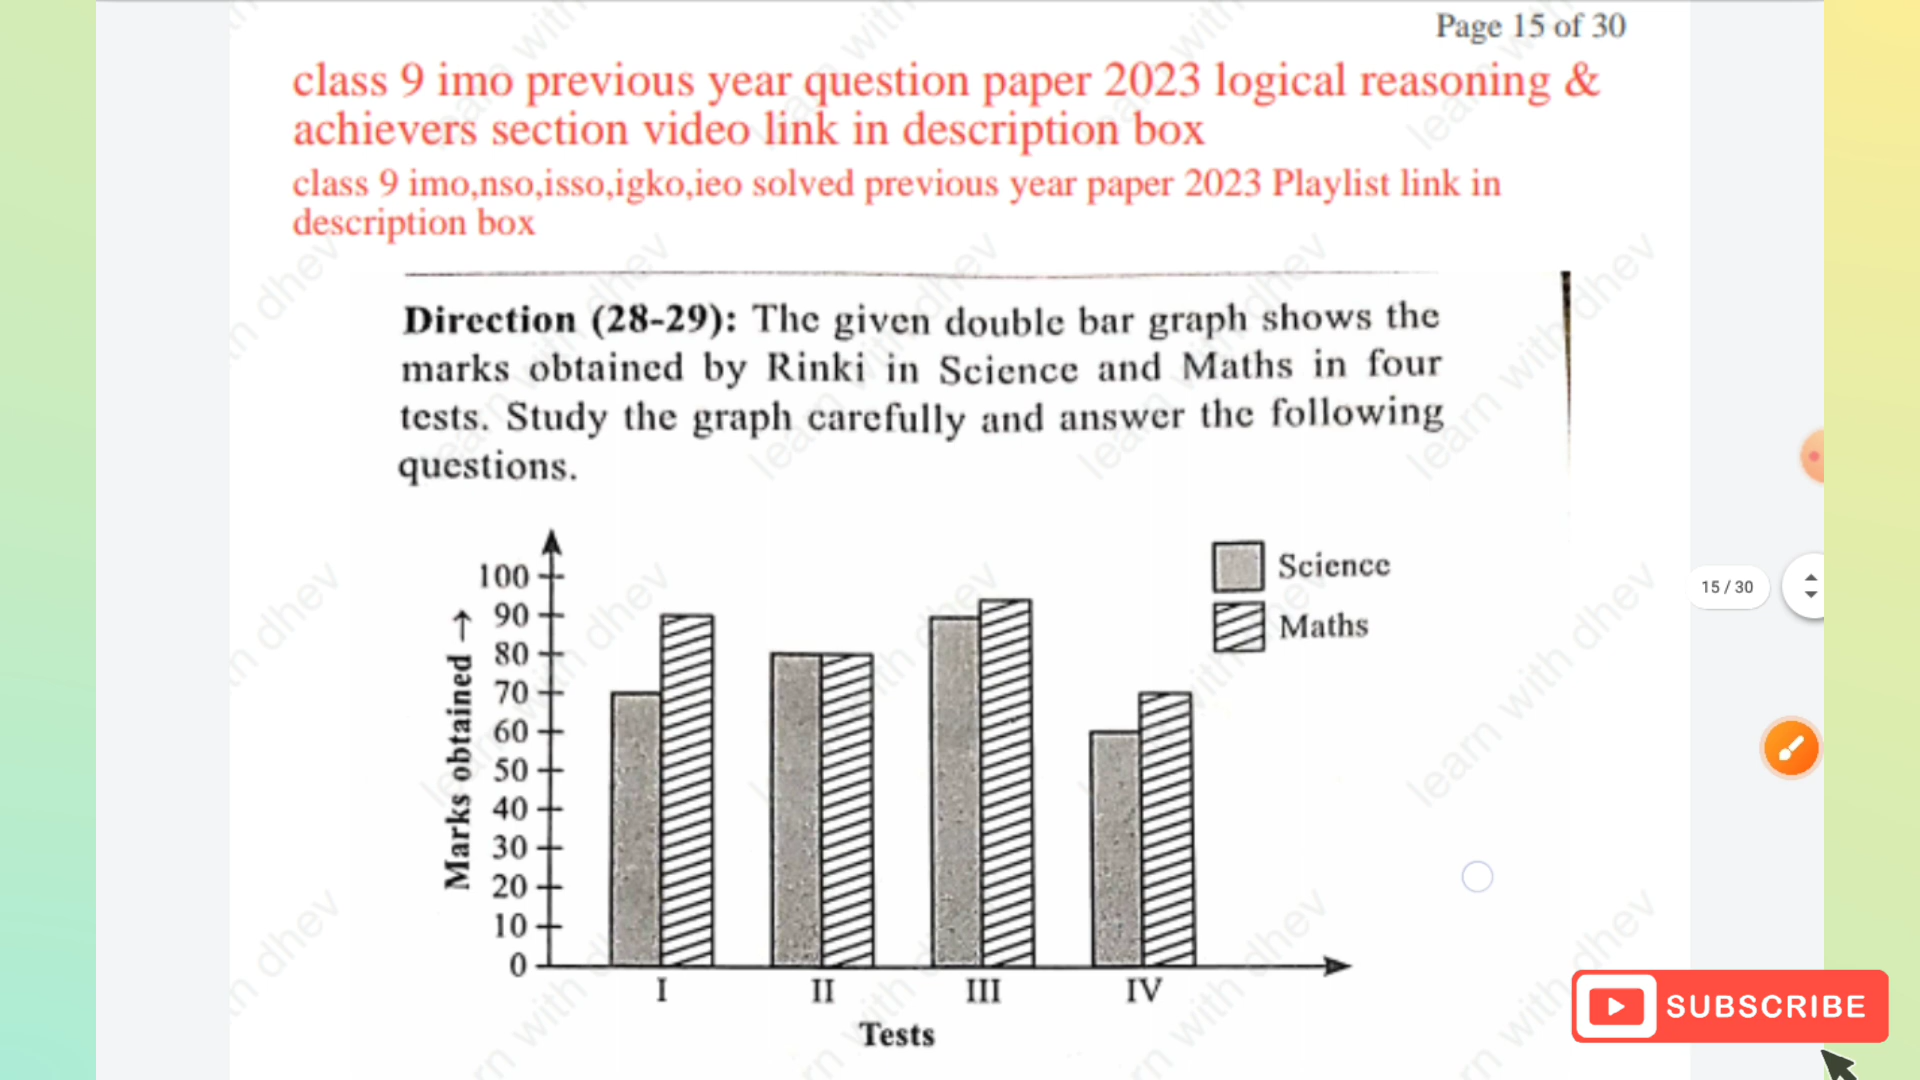 Page 15 of 30
class 9 imo previous year question paper 2023 logical reasoning &
achievers section video link in description box
class 9 imo,nso,isso,igko,ieo solved previous year paper 2023 Playlist link in
description box
Direction (28-29): The given double bar graph shows the
marks obtained by Rinki in Science and Maths in four
tests. Study the graph carefully and answer the following
questions.
Marks obtained →
100
90
80
70
60
50
40
30
20
10
0
Science
Maths
I II III IV
Tests
15 / 30
SUBSCRIBE
learn with dhev